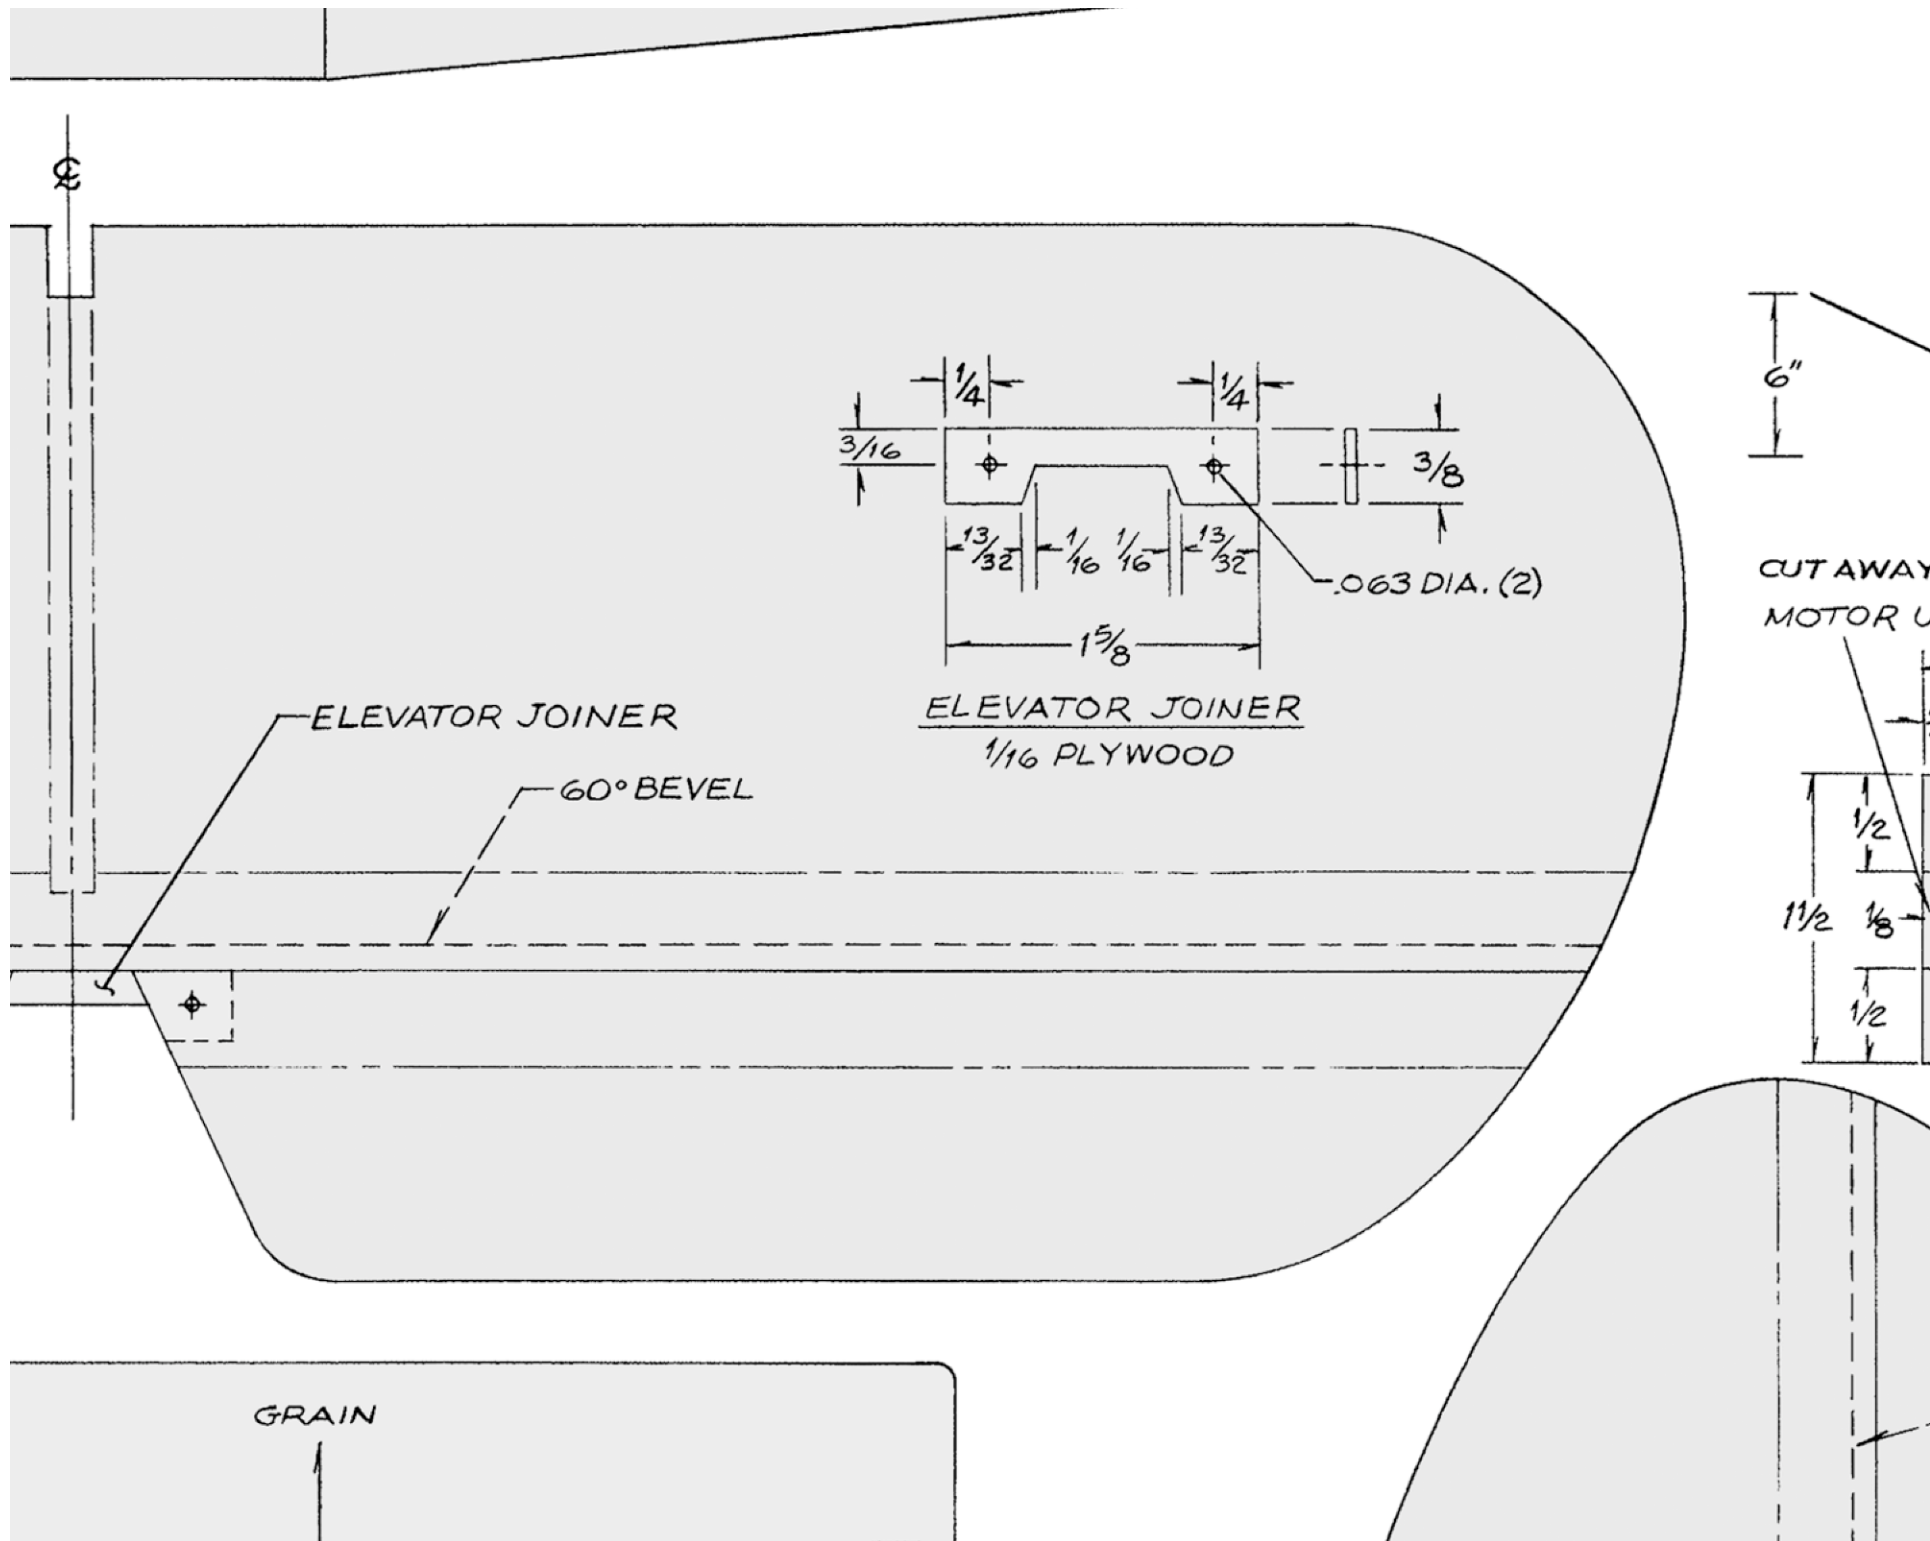 ℄
1/4
1/4
3/16
3/8
13/32
1/16
1/16
13/32
.063 DIA. (2)
1 5/8
ELEVATOR JOINER
1/16 PLYWOOD
ELEVATOR JOINER
60° BEVEL
6"
CUT AWAY
MOTOR U
1/2
1 1/2
1/8
1/2
GRAIN